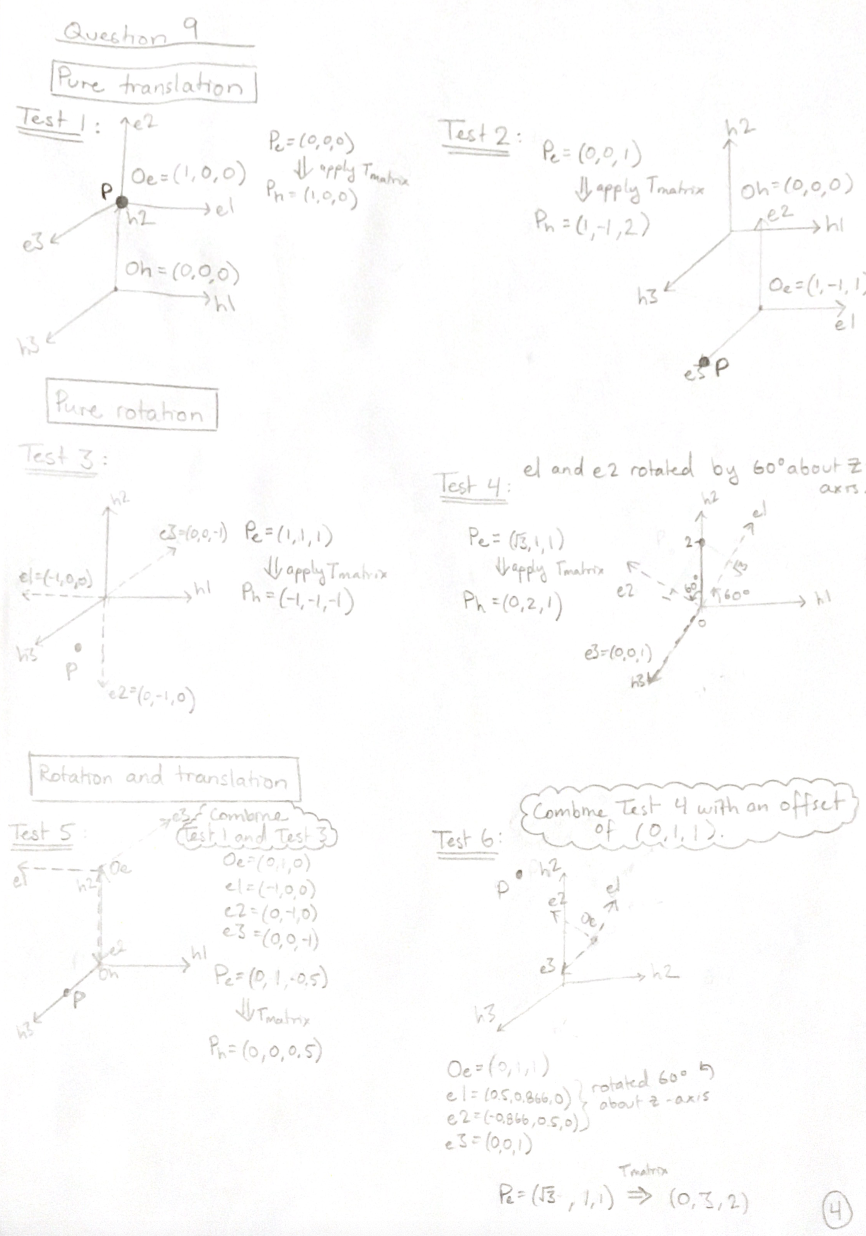 Question 9
Pure translation
Test 1:
e2
Pe=(0,0,0)
⇓ apply Tmatrix
Ph=(1,0,0)
Oe=(1,0,0)
P
h2
e1
e3
Oh=(0,0,0)
h1
h3
Test 2:
Pe=(0,0,1)
⇓ apply Tmatrix
Ph=(1,-1,2)
h2
Oh=(0,0,0)
e2
h1
h3
Oe=(1,-1,1
e1
e3 P
Pure rotation
Test 3:
h2
e3=(0,0,-1)
Pe=(1,1,1)
⇓ apply Tmatrix
Ph=(-1,-1,-1)
e1=(-1,0,0)
h1
h3
P
e2=(0,-1,0)
Test 4:
e1 and e2 rotated by 60° about Z
axis.
Pe=(√3,1,1)
⇓ apply Tmatrix
Ph=(0,2,1)
h2
e1
2
e2
60°
60°
h1
0
e3=(0,0,1)
h3
Rotation and translation
Test 5:
e3
Combine
Test 1 and Test 3
e1
Oe
h2
Oe=(0,1,0)
e1=(-1,0,0)
e2=(0,-1,0)
e3=(0,0,-1)
e2
Oh
h1
P
h3
Pe=(0,1,-0.5)
⇓ Tmatrix
Ph=(0,0,0.5)
Test 6:
Combine Test 4 with an offset
of (0,1,1).
P
h2
e1
e2
Oe
e3
h2
h3
Oe=(0,1,1)
e1=(0.5,0.866,0)
e2=(-0.866,0.5,0)
rotated 60°
about z-axis
e3=(0,0,1)
Tmatrix
Pe=(√3,1,1) ⇒ (0,3,2)
4